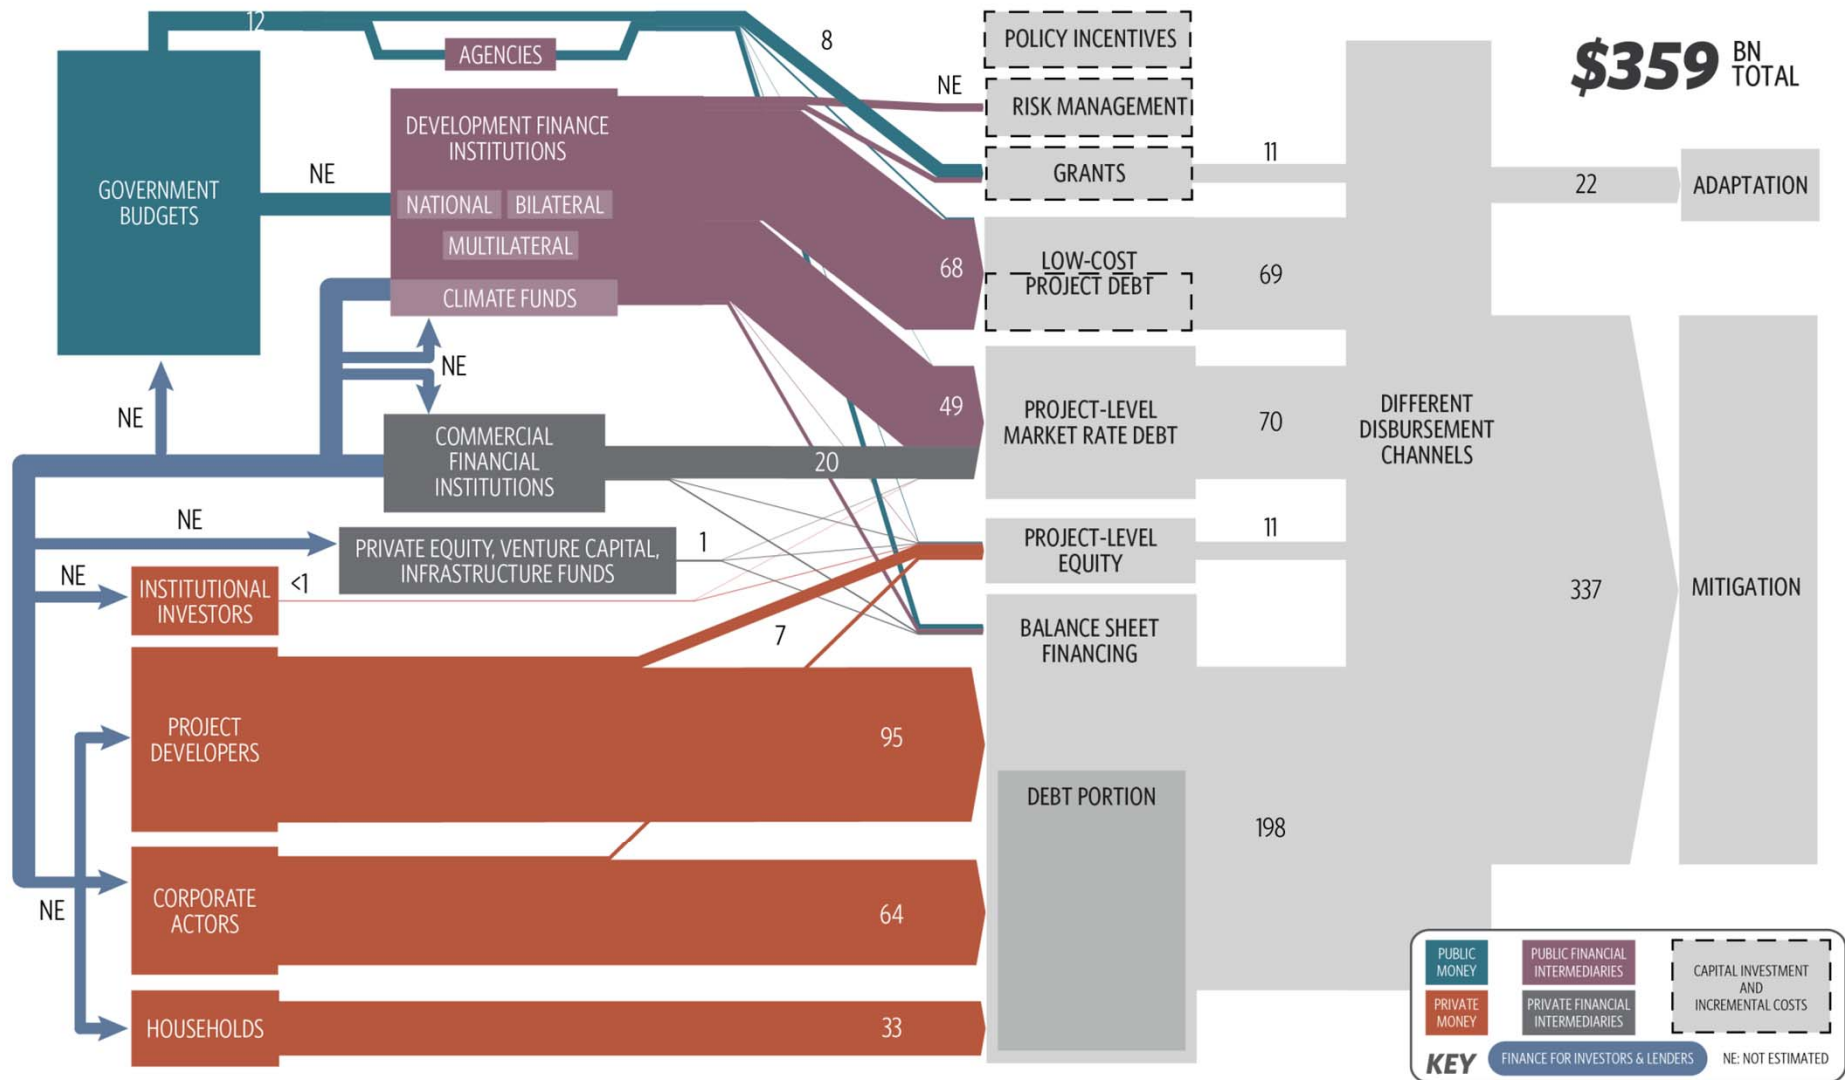 12
8
POLICY INCENTIVES
$359 BN
TOTAL
AGENCIES
NE
RISK MANAGEMENT
DEVELOPMENT FINANCE
INSTITUTIONS
GRANTS
11
GOVERNMENT
BUDGETS
NE
NATIONAL
BILATERAL
MULTILATERAL
CLIMATE FUNDS
22
ADAPTATION
68
LOW-COST
PROJECT DEBT
69
NE
NE
49
PROJECT-LEVEL
MARKET RATE DEBT
70
DIFFERENT
DISBURSEMENT
CHANNELS
COMMERCIAL
FINANCIAL
INSTITUTIONS
20
NE
PRIVATE EQUITY, VENTURE CAPITAL,
INFRASTRUCTURE FUNDS
1
PROJECT-LEVEL
EQUITY
11
NE
INSTITUTIONAL
INVESTORS
<1
7
BALANCE SHEET
FINANCING
337
MITIGATION
PROJECT
DEVELOPERS
95
DEBT PORTION
198
NE
CORPORATE
ACTORS
64
HOUSEHOLDS
33
PUBLIC
MONEY
PUBLIC FINANCIAL
INTERMEDIARIES
CAPITAL INVESTMENT
AND
INCREMENTAL COSTS
PRIVATE
MONEY
PRIVATE FINANCIAL
INTERMEDIARIES
KEY
FINANCE FOR INVESTORS & LENDERS
NE: NOT ESTIMATED